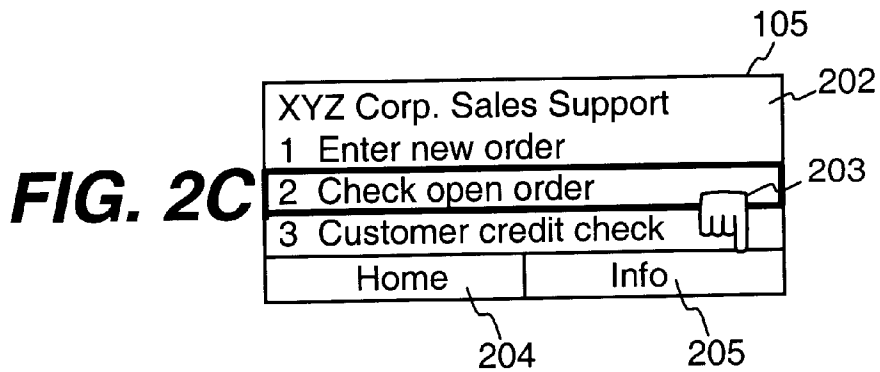 105
202
XYZ Corp. Sales Support
1 Enter new order
203
FIG. 2C
2 Check open order
3 Customer credit check
Home Info
204 205